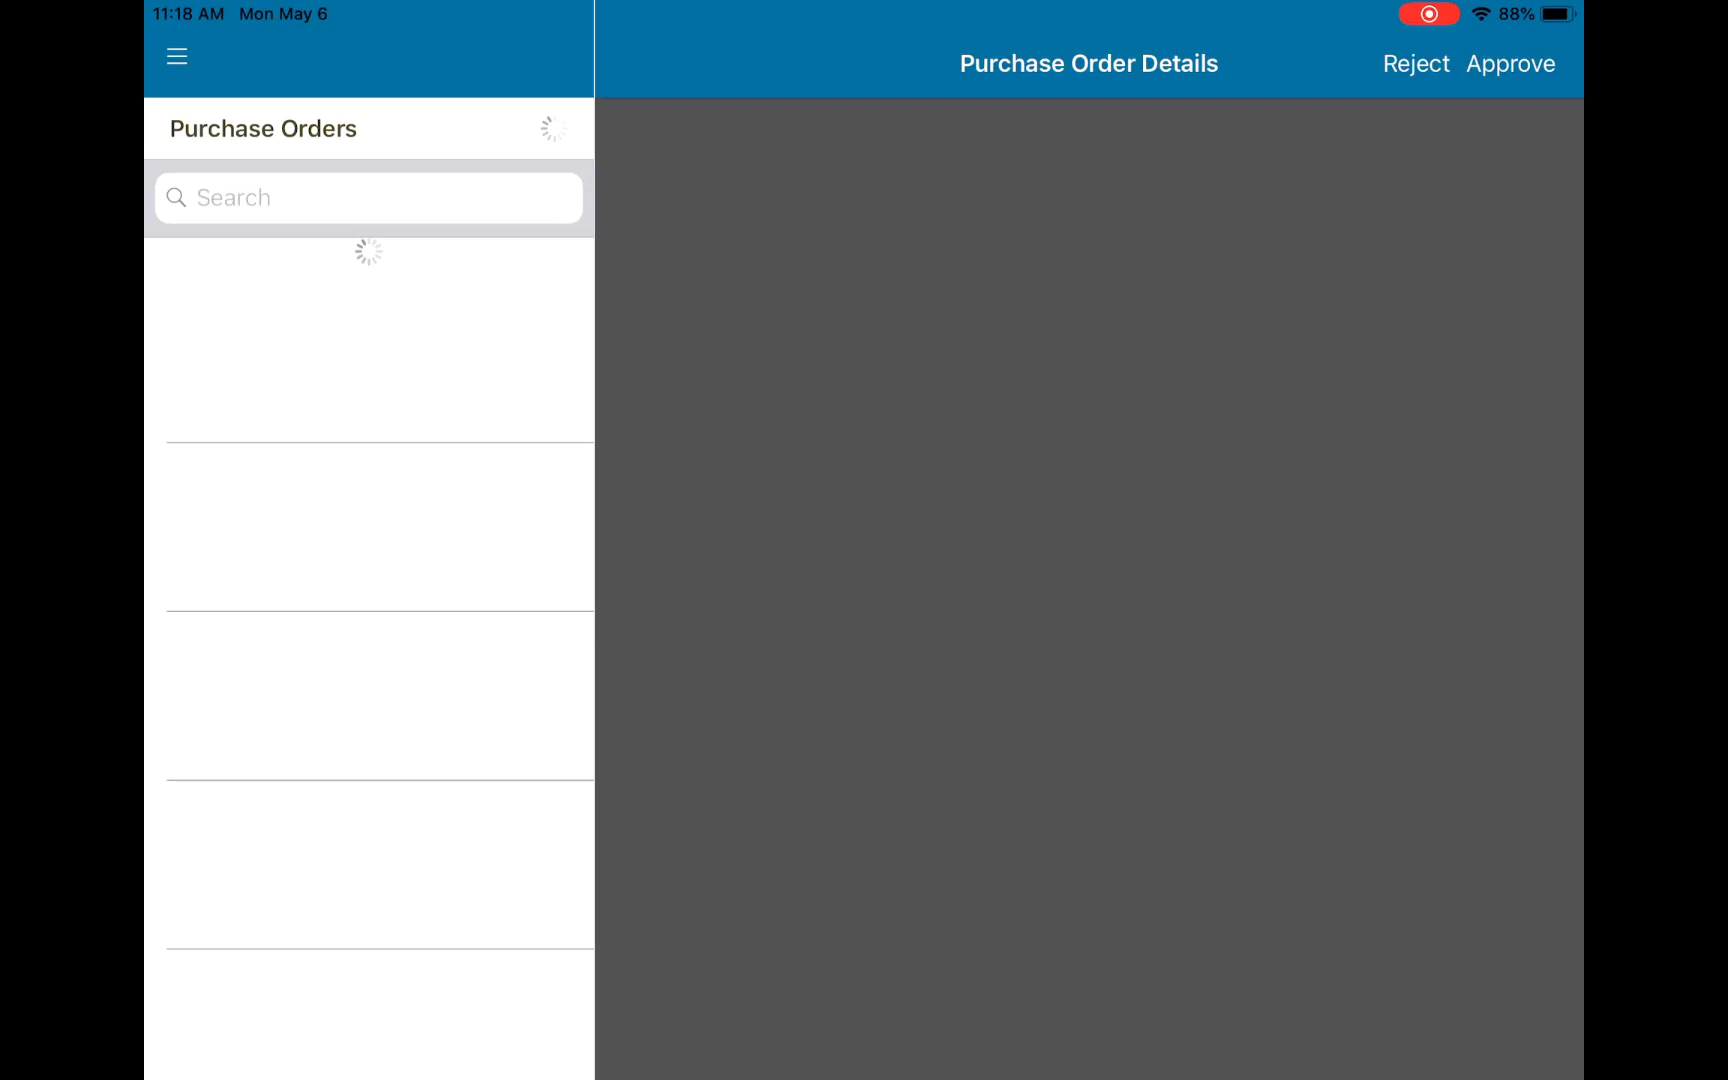 11:18 AM Mon May 6
88%
Purchase Order Details
Reject Approve
Purchase Orders
Search